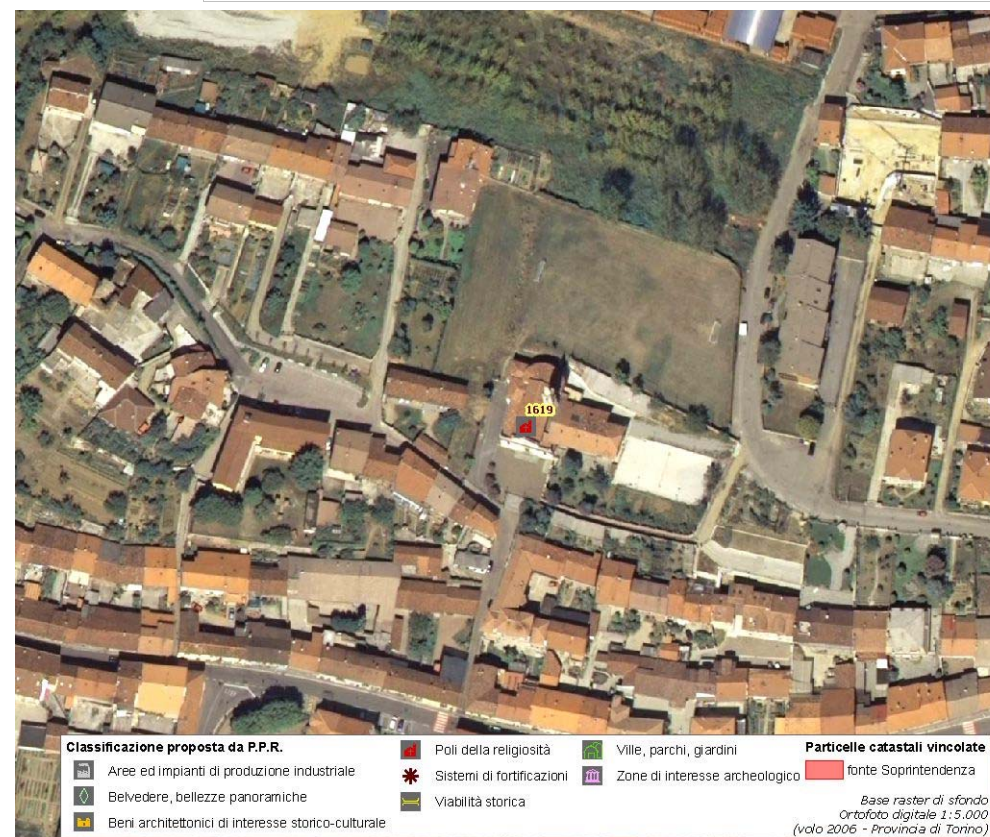 1619
Classificazione proposta da P.P.R.
Aree ed impianti di produzione industriale
Belvedere, bellezze panoramiche
Beni architettonici di interesse storico-culturale
Poli della religiosità
Sistemi di fortificazioni
Viabilità storica
Ville, parchi, giardini
Zone di interesse archeologico
Particelle catastali vincolate
fonte Soprintendenza
Base raster di sfondo
Ortofoto digitale 1:5.000
(volo 2006 - Provincia di Torino)